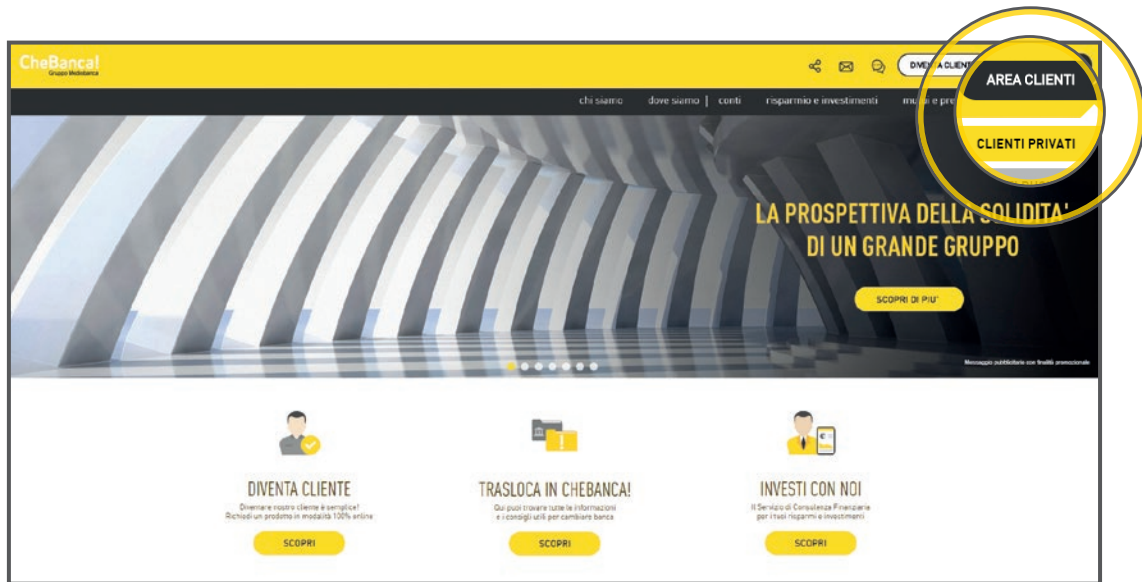 CheBanca!
Gruppo Mediobanca
DIVENTA CLIENTE
AREA CLIENTI
CLIENTI PRIVATI
chi siamo dove siamo | conti risparmio e investimenti
LA PROSPETTIVA DELLA SOLIDITA'
DI UN GRANDE GRUPPO
SCOPRI DI PIU'
Messaggio pubblicitario con finalità promozionale
DIVENTA CLIENTE
Diventare nostro cliente è semplice!
Richiedi un prodotto in modalità 100% online
SCOPRI
TRASLOCA IN CHEBANCA!
Qui puoi trovare tutte le informazioni
e i consigli utili per cambiare banca
SCOPRI
INVESTI CON NOI
Il Servizio di Consulenza Finanziaria
per i tuoi risparmi e investimenti
SCOPRI